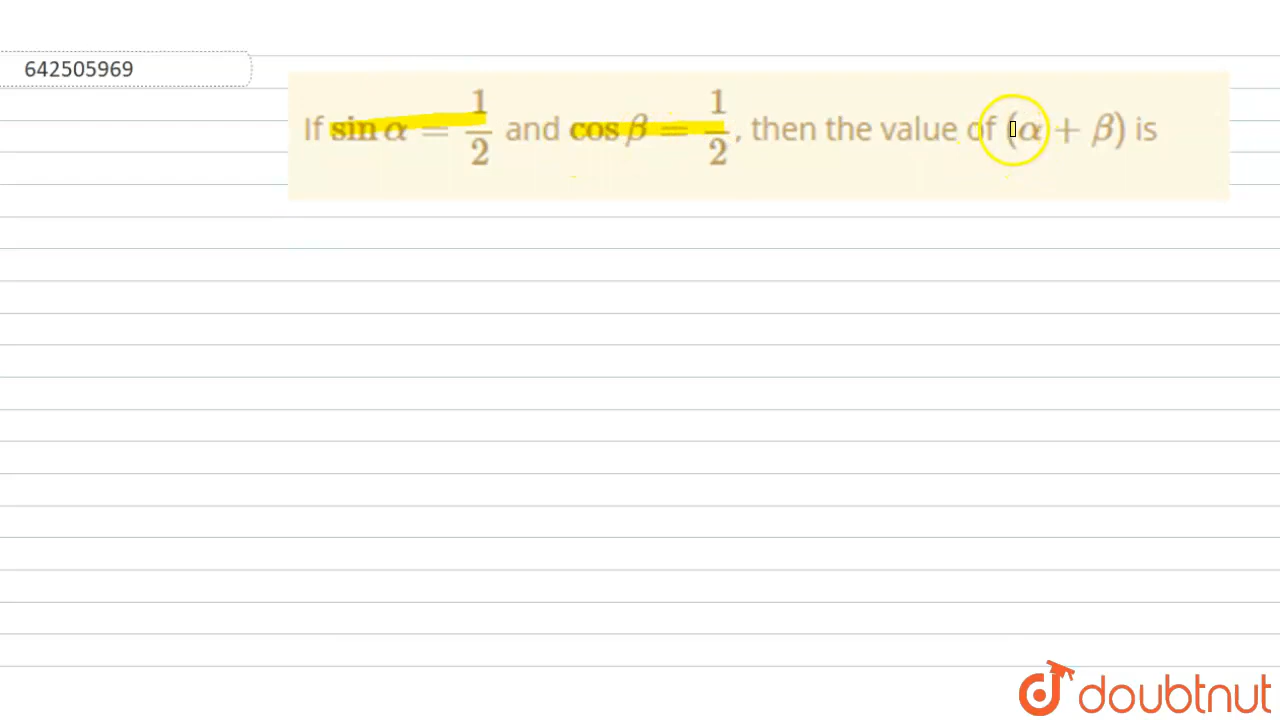 642505969
If sin α = 1/2 and cos β = 1/2, then the value of (α + β) is
doubtnut